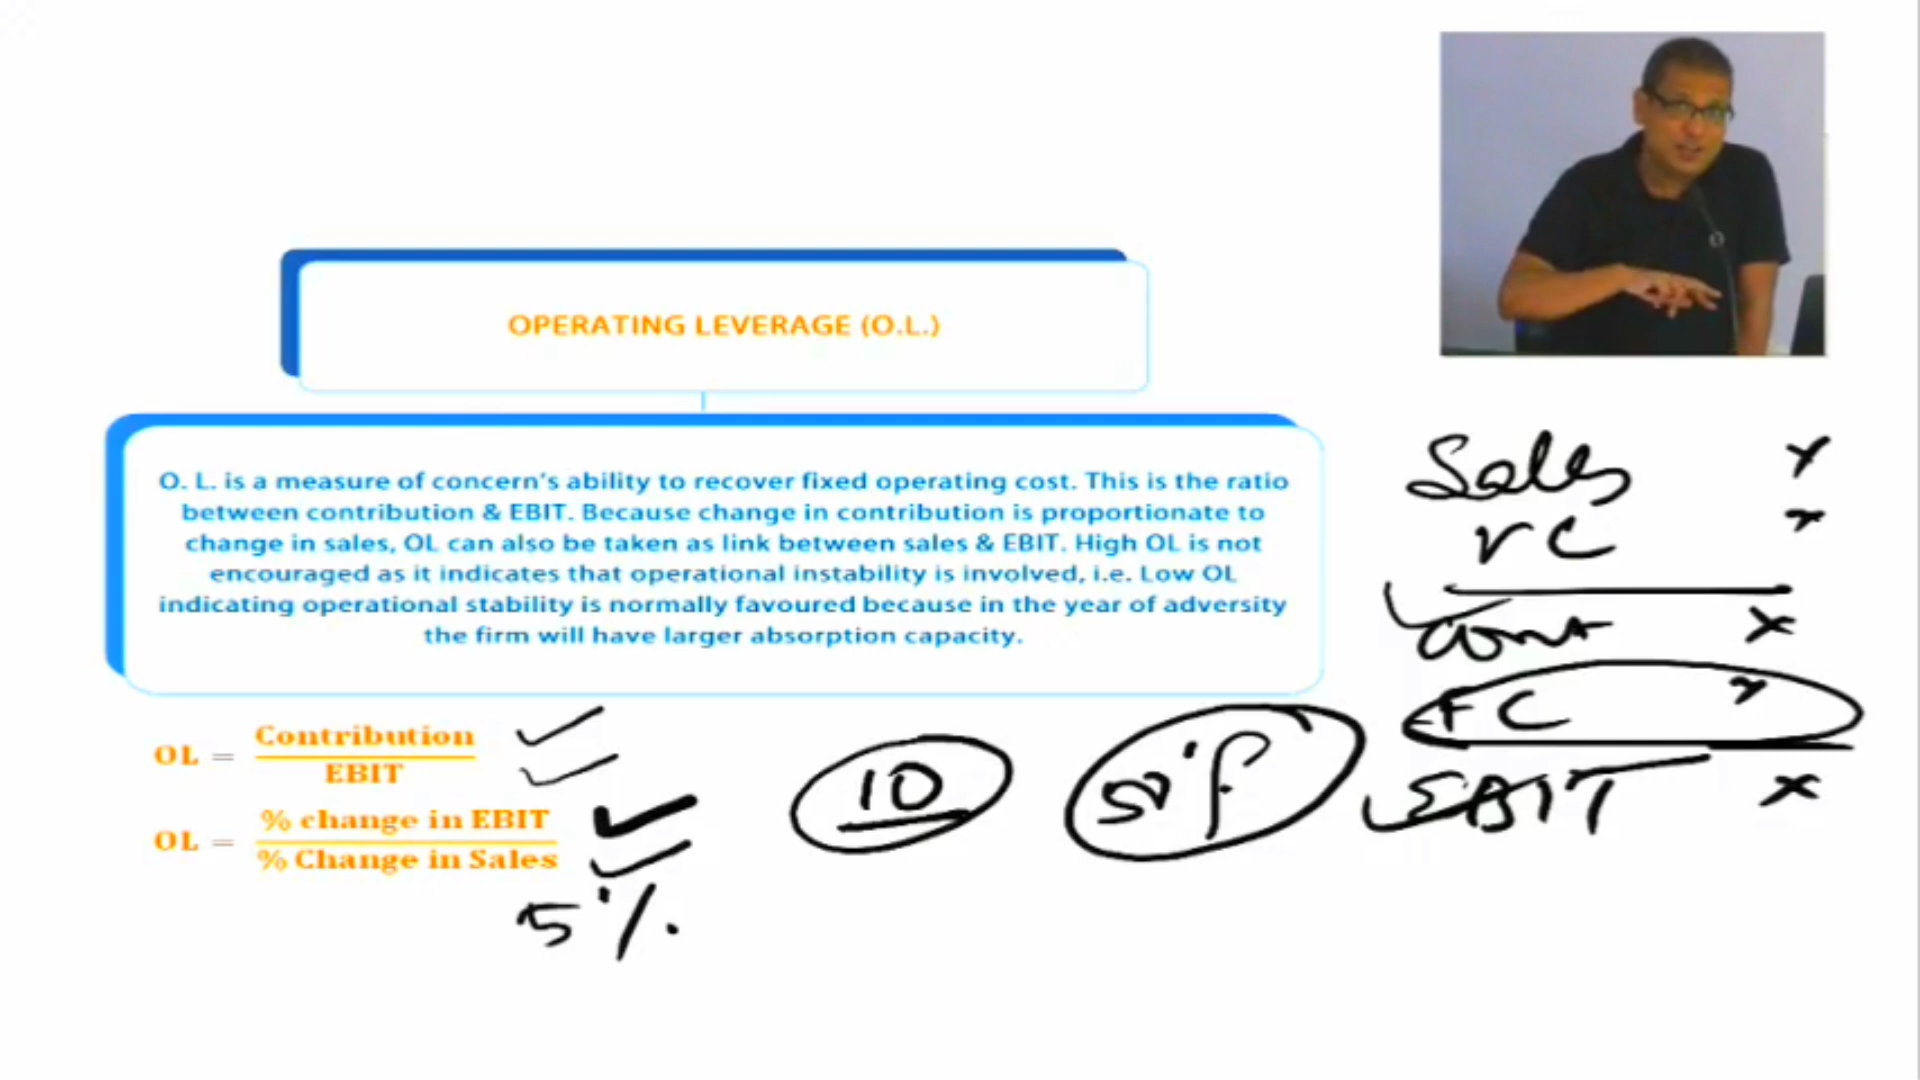 OPERATING LEVERAGE (O.L.)
O. L. is a measure of concern's ability to recover fixed operating cost. This is the ratio
between contribution & EBIT. Because change in contribution is proportionate to
change in sales, OL can also be taken as link between sales & EBIT. High OL is not
encouraged as it indicates that operational instability is involved, i.e. Low OL
indicating operational stability is normally favoured because in the year of adversity
the firm will have larger absorption capacity.
Sales x
VC x
Cont x
FC x
EBIT x
OL = Contribution / EBIT
OL = % change in EBIT / % Change in Sales
10
5%